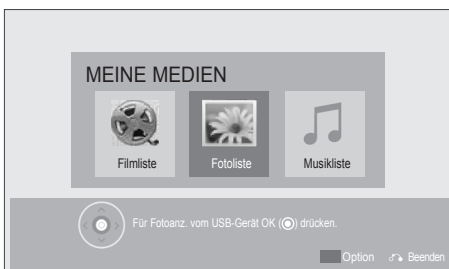 MEINE MEDIEN
Filmliste Fotoliste Musikliste
Für Fotoanz. vom USB-Gerät OK (◉) drücken.
Option Beenden